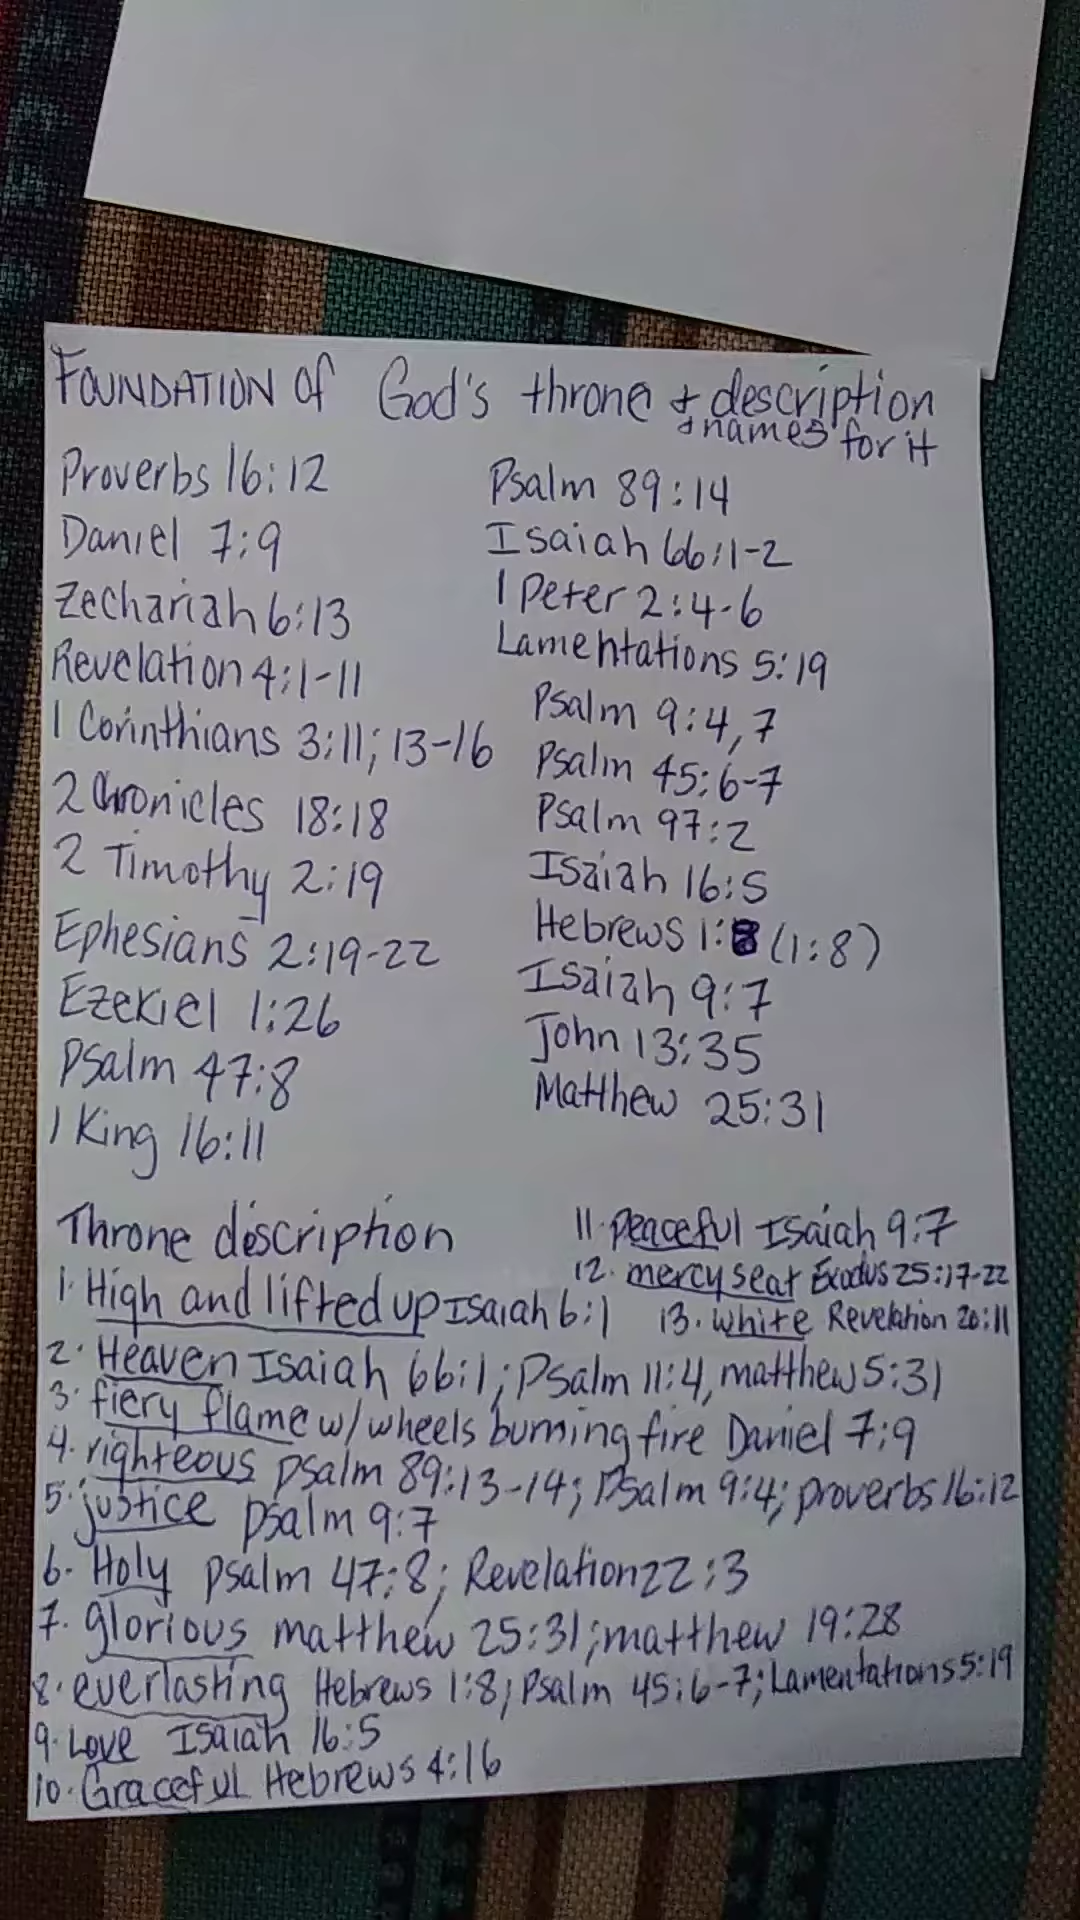 FOUNDATION of God's throne & description
& names for it
Proverbs 16:12
Daniel 7:9
Zechariah 6:13
Revelation 4:1-11
1 Corinthians 3:11; 13-16
2 Chronicles 18:18
2 Timothy 2:19
Ephesians 2:19-22
Ezekiel 1:26
Psalm 47:8
1 King 16:11
Psalm 89:14
Isaiah 66:1-2
1 Peter 2:4-6
Lamentations 5:19
Psalm 9:4,7
Psalm 45:6-7
Psalm 97:2
Isaiah 16:5
Hebrews 1:8 (1:8)
Isaiah 9:7
John 13:35
Matthew 25:31
Throne discription
1. High and lifted up Isaiah 6:1
2. Heaven Isaiah 66:1; Psalm 11:4, matthew 5:31
3. fiery flame w/ wheels burning fire Daniel 7:9
4. righteous psalm 89:13-14; Psalm 9:4; proverbs 16:12
5. justice psalm 9:7
6. Holy psalm 47:8; Revelation 22:3
7. glorious matthew 25:31; matthew 19:28
8. everlasting Hebrews 1:8; Psalm 45:6-7; Lamentations 5:19
9. Love Isaiah 16:5
10. Graceful Hebrews 4:16
11. peaceful Isaiah 9:7
12. mercy seat Exodus 25:17-22
13. white Revelation 20:11